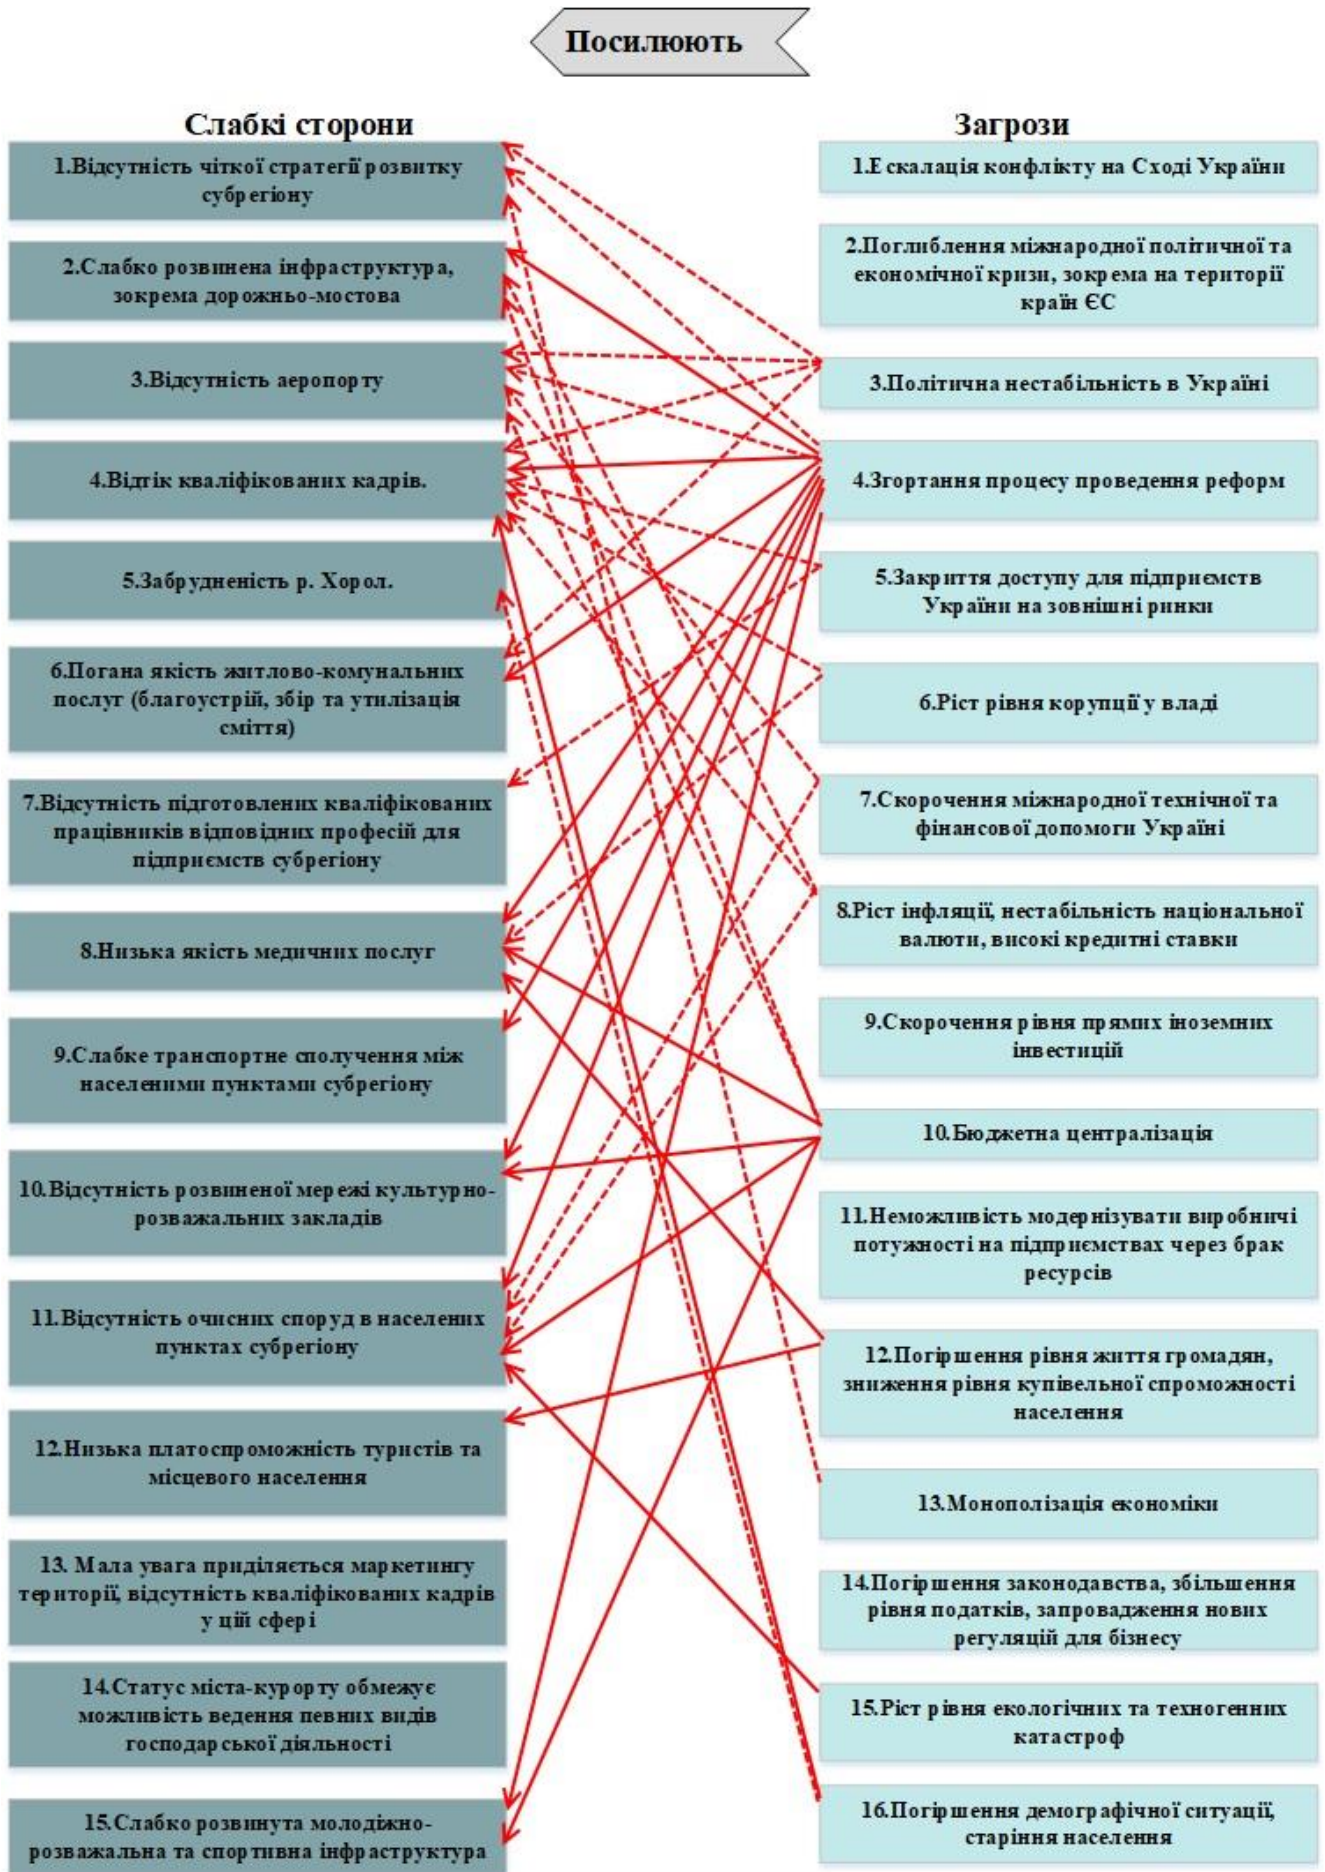 Посилюють
Слабкі сторони
1.Відсутність чіткої стратегії розвитку
субрегіону
2.Слабко розвинена інфраструктура,
зокрема дорожньо-мостова
3.Відсутність аеропорту
4.Відтік кваліфікованих кадрів.
5.Забрудненість р. Хорол.
6.Погана якість житлово-комунальних
послуг (благоустрій, збір та утилізація
сміття)
7.Відсутність підготовлених кваліфікованих
працівників відповідних професій для
підприємств субрегіону
8.Низька якість медичних послуг
9.Слабке транспортне сполучення між
населеними пунктами субрегіону
10.Відсутність розвиненої мережі культурно-
розважальних закладів
11.Відсутність очисних споруд в населених
пунктах субрегіону
12.Низька платоспроможність туристів та
місцевого населення
13. Мала увага приділяється маркетингу
території, відсутність кваліфікованих кадрів
у цій сфері
14.Статус міста-курорту обмежує
можливість ведення певних видів
господарської діяльності
15.Слабко розвинута молодіжно-
розважальна та спортивна інфраструктура
Загрози
1.Ескалація конфлікту на Сході України
2.Поглиблення міжнародної політичної та
економічної кризи, зокрема на території
країн ЄС
3.Політична нестабільність в Україні
4.Згортання процесу проведення реформ
5.Закриття доступу для підприємств
України на зовнішні ринки
6.Ріст рівня корупції у владі
7.Скорочення міжнародної технічної та
фінансової допомоги Україні
8.Ріст інфляції, нестабільність національної
валюти, високі кредитні ставки
9.Скорочення рівня прямих іноземних
інвестицій
10.Бюджетна централізація
11.Неможливість модернізувати виробничі
потужності на підприємствах через брак
ресурсів
12.Погіршення рівня життя громадян,
зниження рівня купівельної спроможності
населення
13.Монополізація економіки
14.Погіршення законодавства, збільшення
рівня податків, запровадження нових
регуляцій для бізнесу
15.Ріст рівня екологічних та техногенних
катастроф
16.Погіршення демографічної ситуації,
старіння населення